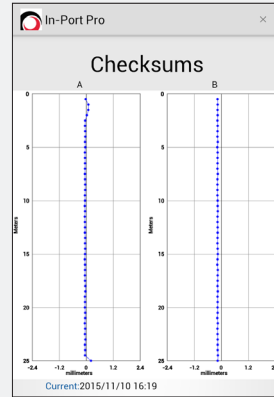 In-Port Pro ×
Checksums
A B
0 0
5 5
10 10
Meters Meters
15 15
20 20
25 25
-2.4 -1.2 0 1.2 2.4 -2.4 -1.2 0 1.2
millimeters millimeters
Current:2015/11/10 16:19